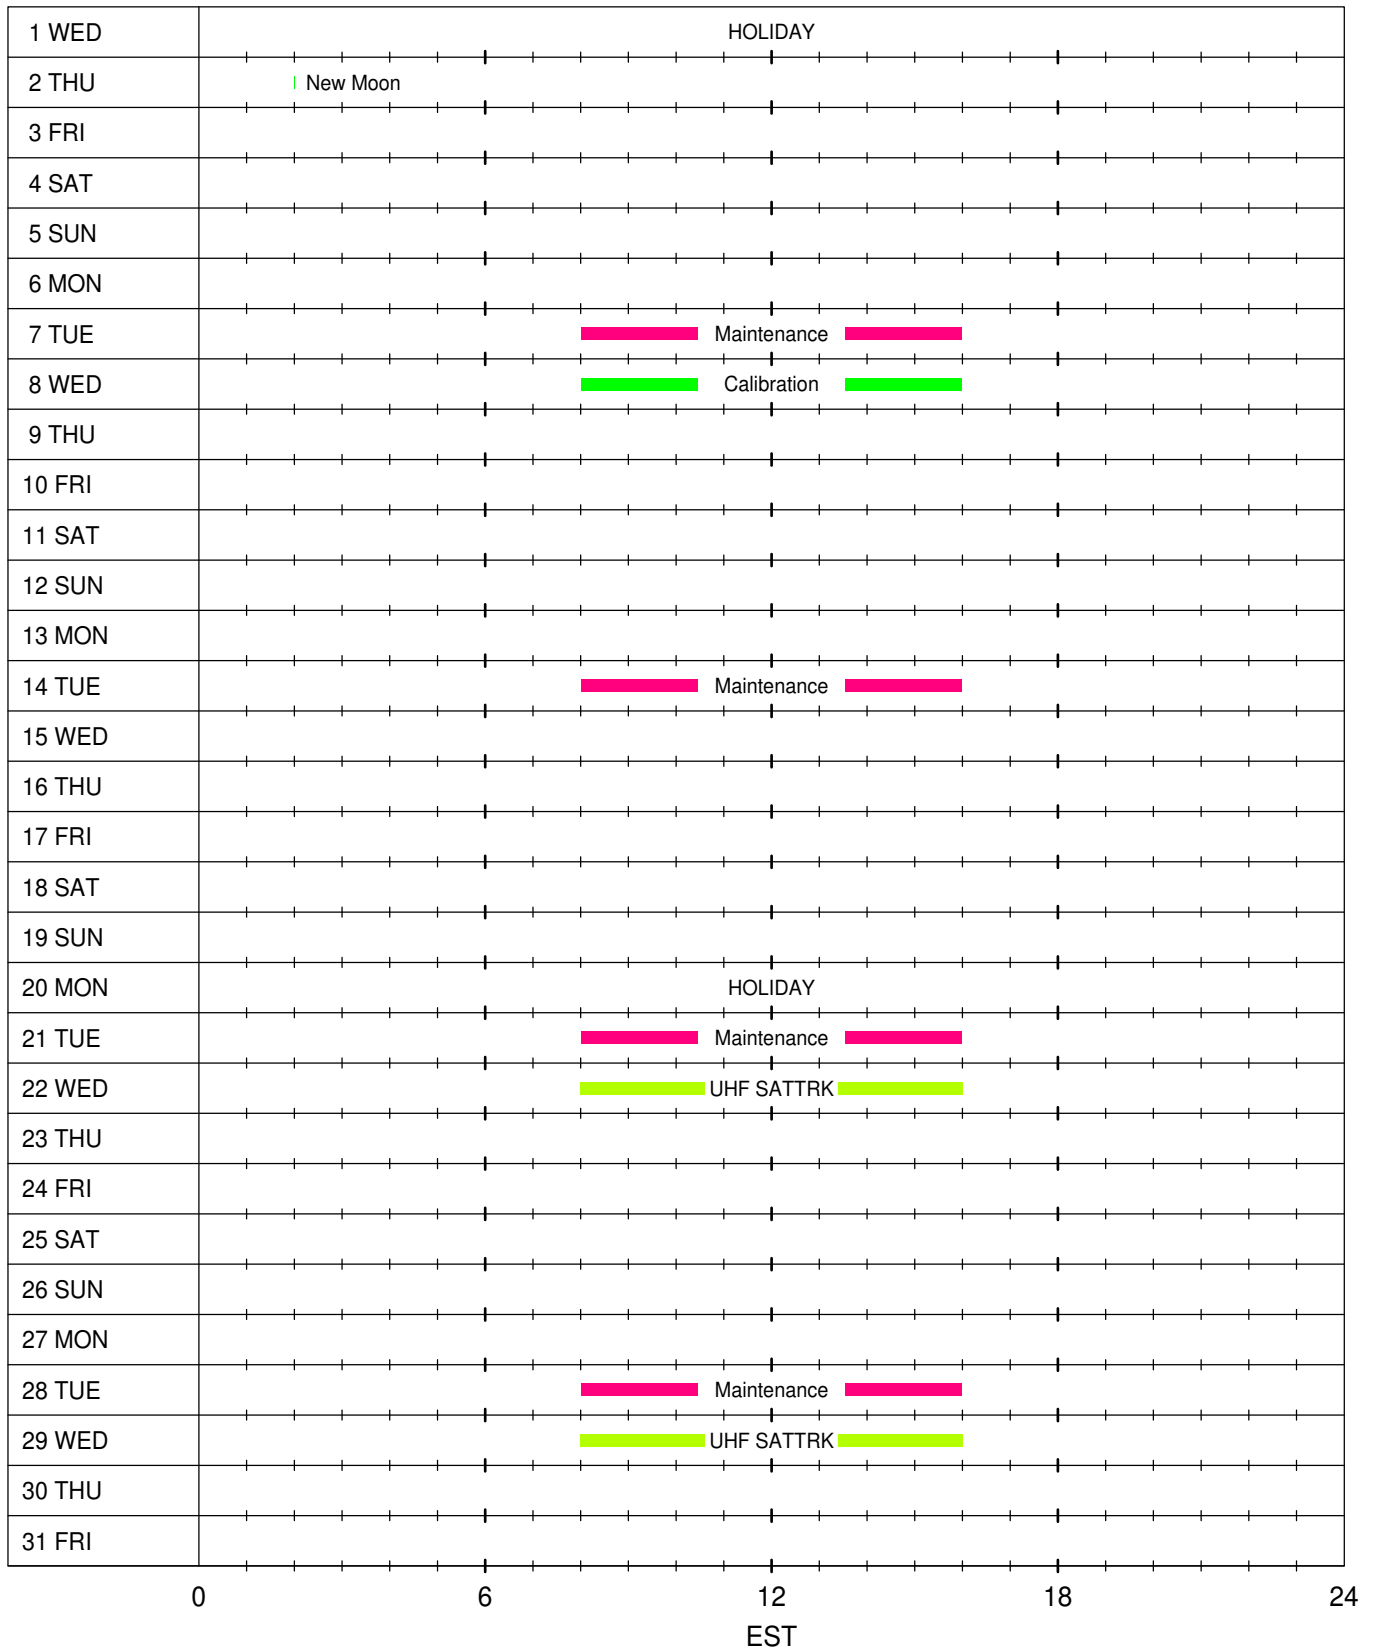 1 WED HOLIDAY
2 THU New Moon
3 FRI
4 SAT
5 SUN
6 MON
7 TUE Maintenance
8 WED Calibration
9 THU
10 FRI
11 SAT
12 SUN
13 MON
14 TUE Maintenance
15 WED
16 THU
17 FRI
18 SAT
19 SUN
20 MON HOLIDAY
21 TUE Maintenance
22 WED UHF SATTRK
23 THU
24 FRI
25 SAT
26 SUN
27 MON
28 TUE Maintenance
29 WED UHF SATTRK
30 THU
31 FRI
0 6 12 18 24
EST